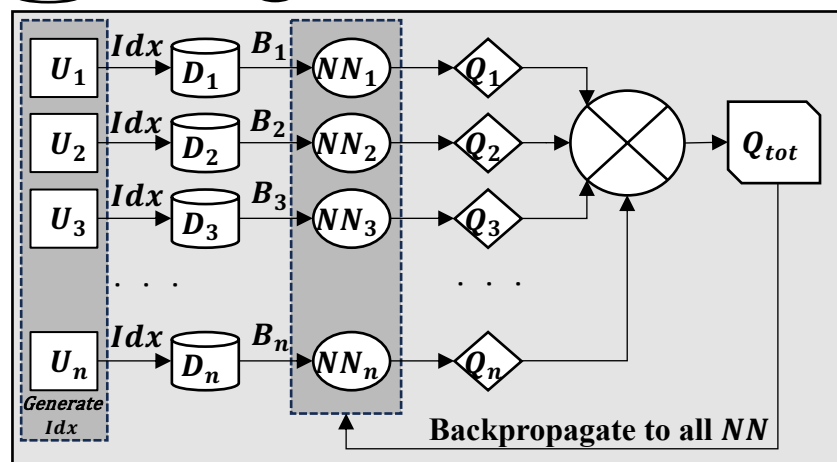 U₁ Idx D₁ B₁ NN₁ Q₁
U₂ Idx D₂ B₂ NN₂ Q₂
Q_tot
U₃ Idx D₃ B₃ NN₃ Q₃
. . . . . .
Uₙ Idx Dₙ Bₙ NNₙ Qₙ
Generate
Idx
Backpropagate to all NN